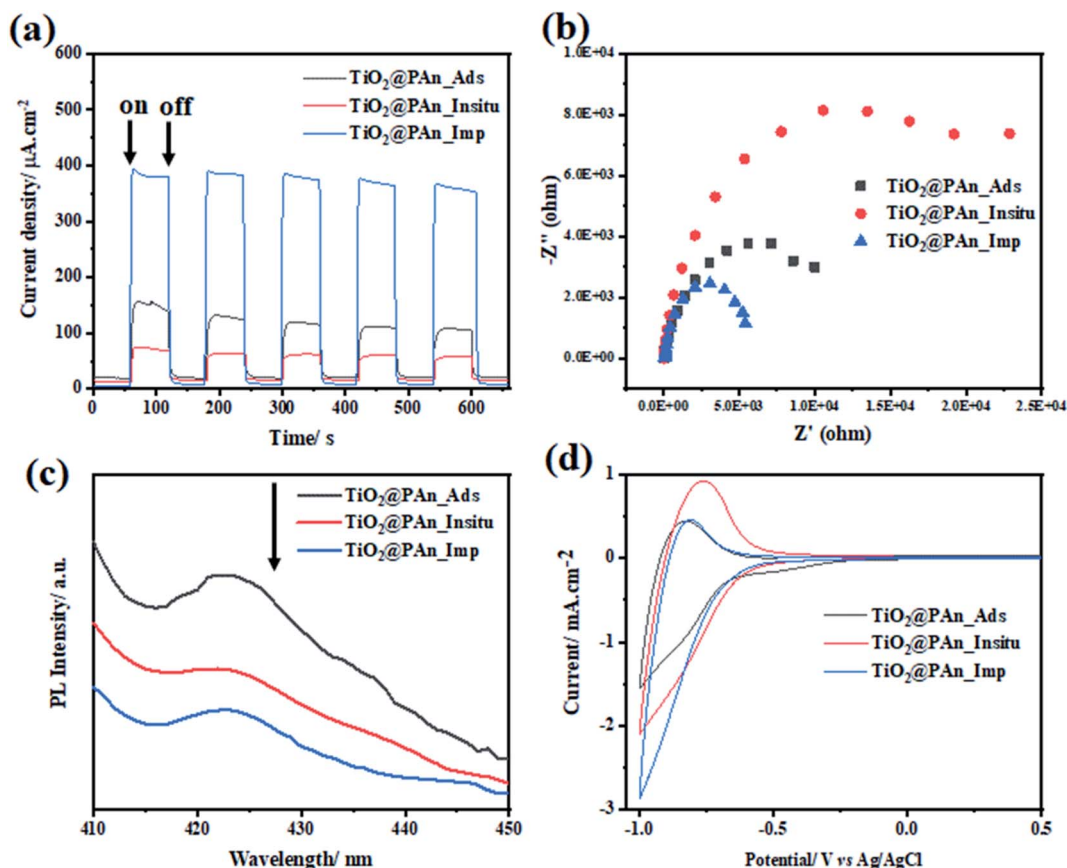 (a)
600
500
400
300
200
100
0
Current density/ μA.cm⁻²
on off
TiO₂@PAn_Ads
TiO₂@PAn_Insitu
TiO₂@PAn_Imp
0 100 200 300 400 500 600
Time/ s
(b)
1.0E+04
8.0E+03
6.0E+03
4.0E+03
2.0E+03
0.0E+00
-Z" (ohm)
TiO₂@PAn_Ads
TiO₂@PAn_Insitu
TiO₂@PAn_Imp
0.0E+00 5.0E+03 1.0E+04 1.5E+04 2.0E+04 2.5E+04
Z' (ohm)
(c)
PL Intensity/ a.u.
TiO₂@PAn_Ads
TiO₂@PAn_Insitu
TiO₂@PAn_Imp
410 420 430 440 450
Wavelength/ nm
(d)
1
0
-1
-2
-3
Current/ mA.cm⁻²
TiO₂@PAn_Ads
TiO₂@PAn_Insitu
TiO₂@PAn_Imp
-1.0 -0.5 0.0 0.5
Potential/ V vs Ag/AgCl